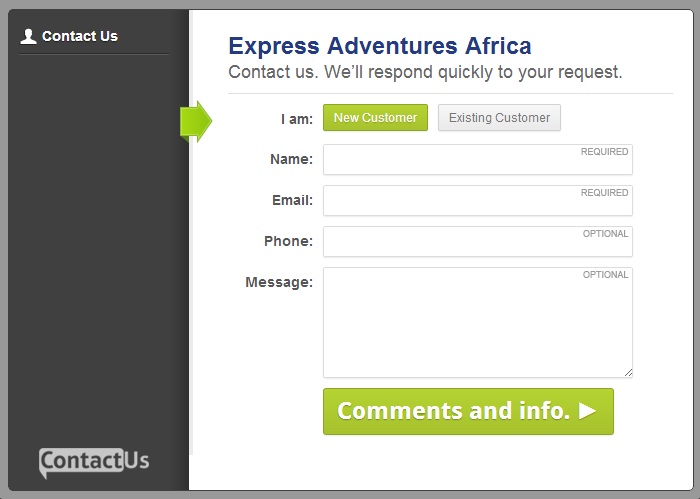 Contact Us
Express Adventures Africa
Contact us. We’ll respond quickly to your request.
I am: New Customer Existing Customer
Name: REQUIRED
Email: REQUIRED
Phone: OPTIONAL
Message: OPTIONAL
Comments and info.
ContactUs